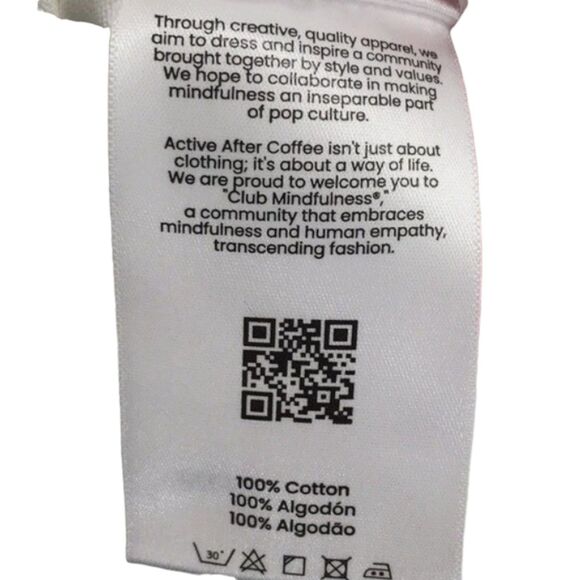 Through creative, quality apparel, we
aim to dress and inspire a community
brought together by style and values.
We hope to collaborate in making
mindfulness an inseparable part
of pop culture.
Active After Coffee isn't just about
clothing; it's about a way of life.
We are proud to welcome you to
"Club Mindfulness®,"
a community that embraces
mindfulness and human empathy,
transcending fashion.
100% Cotton
100% Algodón
100% Algodão
30°